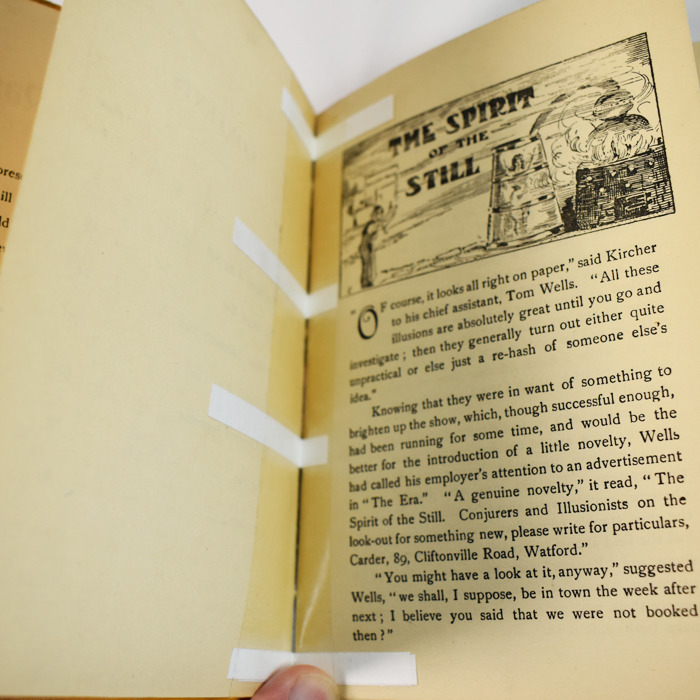 THE SPIRIT
OF THE
STILL
"OF course, it looks all right on paper," said Kircher
to his chief assistant, Tom Wells. "All these
illusions are absolutely great until you go and
investigate; then they generally turn out either quite
unpractical or else just a re-hash of someone else's
idea."
Knowing that they were in want of something to
brighten up the show, which, though successful enough,
had been running for some time, and would be the
better for the introduction of a little novelty, Wells
had called his employer's attention to an advertisement
in "The Era." "A genuine novelty," it read, "The
Spirit of the Still. Conjurers and Illusionists on the
look-out for something new, please write for particulars,
Carder, 89, Cliftonville Road, Watford."
"You might have a look at it, anyway," suggested
Wells, "we shall, I suppose, be in town the week after
next; I believe you said that we were not booked
then?"